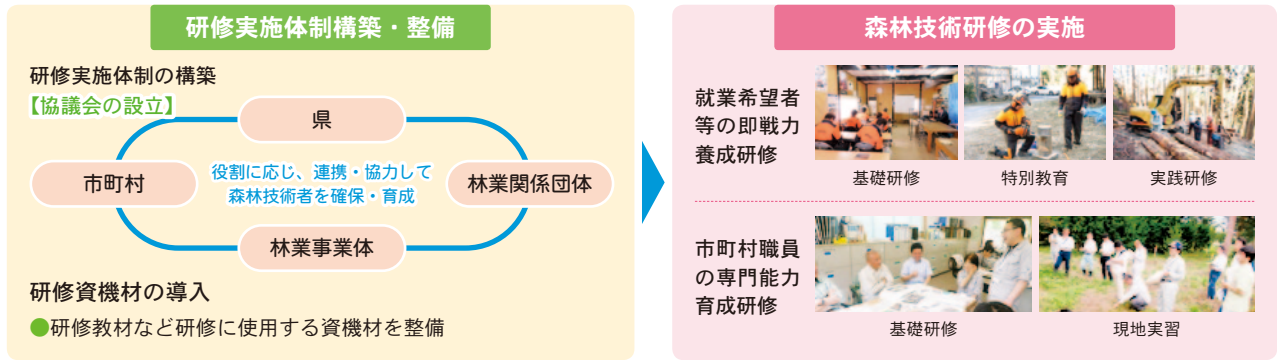 研修実施体制構築・整備
研修実施体制の構築
【協議会の設立】
県
市町村
役割に応じ、連携・協力して
森林技術者を確保・育成
林業関係団体
林業事業体
研修資機材の導入
●研修教材など研修に使用する資機材を整備
森林技術研修の実施
就業希望者
等の即戦力
養成研修
基礎研修
特別教育
実践研修
市町村職員
の専門能力
育成研修
基礎研修
現地実習